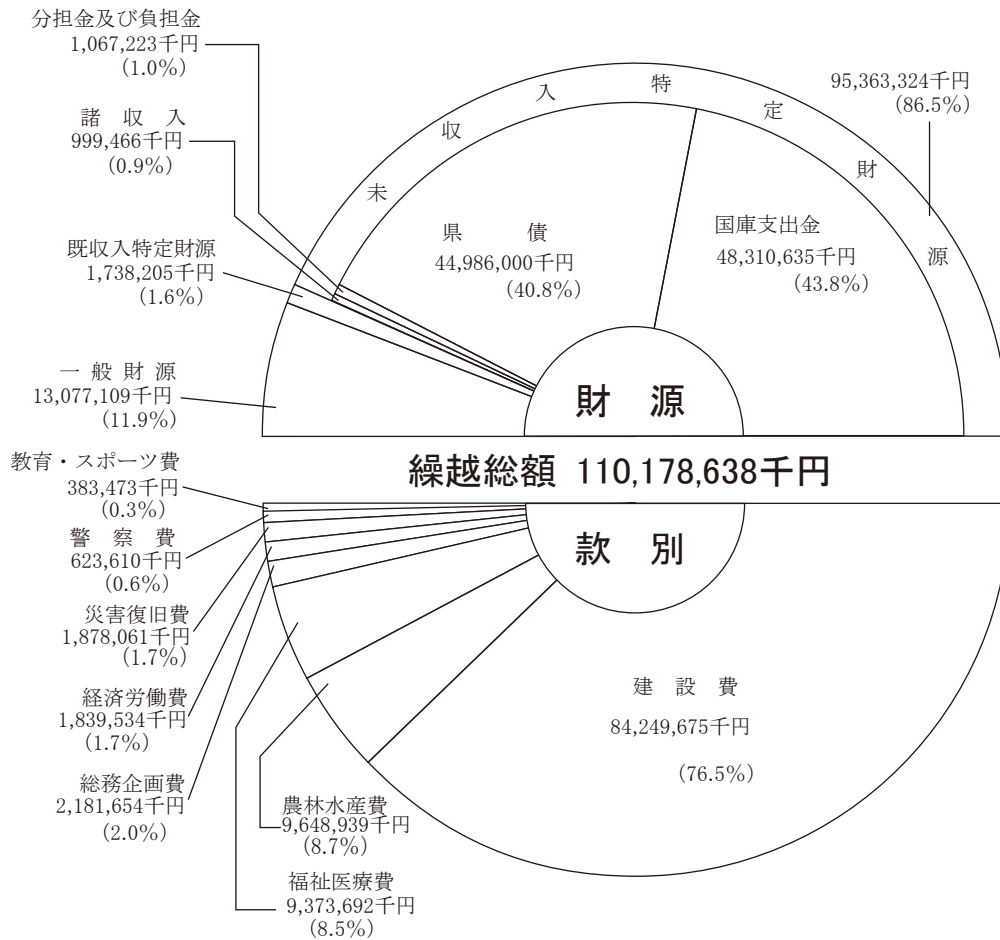 分担金及び負担金
1,067,223千円
(1.0%)
諸 収 入
999,466千円
(0.9%)
既収入特定財源
1,738,205千円
(1.6%)
一 般 財 源
13,077,109千円
(11.9%)
未 収 入 特 定 財 源
95,363,324千円
(86.5%)
県 債
44,986,000千円
(40.8%)
国庫支出金
48,310,635千円
(43.8%)
財 源
繰越総額 110,178,638千円
款 別
教育・スポーツ費
383,473千円
(0.3%)
警 察 費
623,610千円
(0.6%)
災害復旧費
1,878,061千円
(1.7%)
経済労働費
1,839,534千円
(1.7%)
総務企画費
2,181,654千円
(2.0%)
農林水産費
9,648,939千円
(8.7%)
福祉医療費
9,373,692千円
(8.5%)
建 設 費
84,249,675千円
(76.5%)